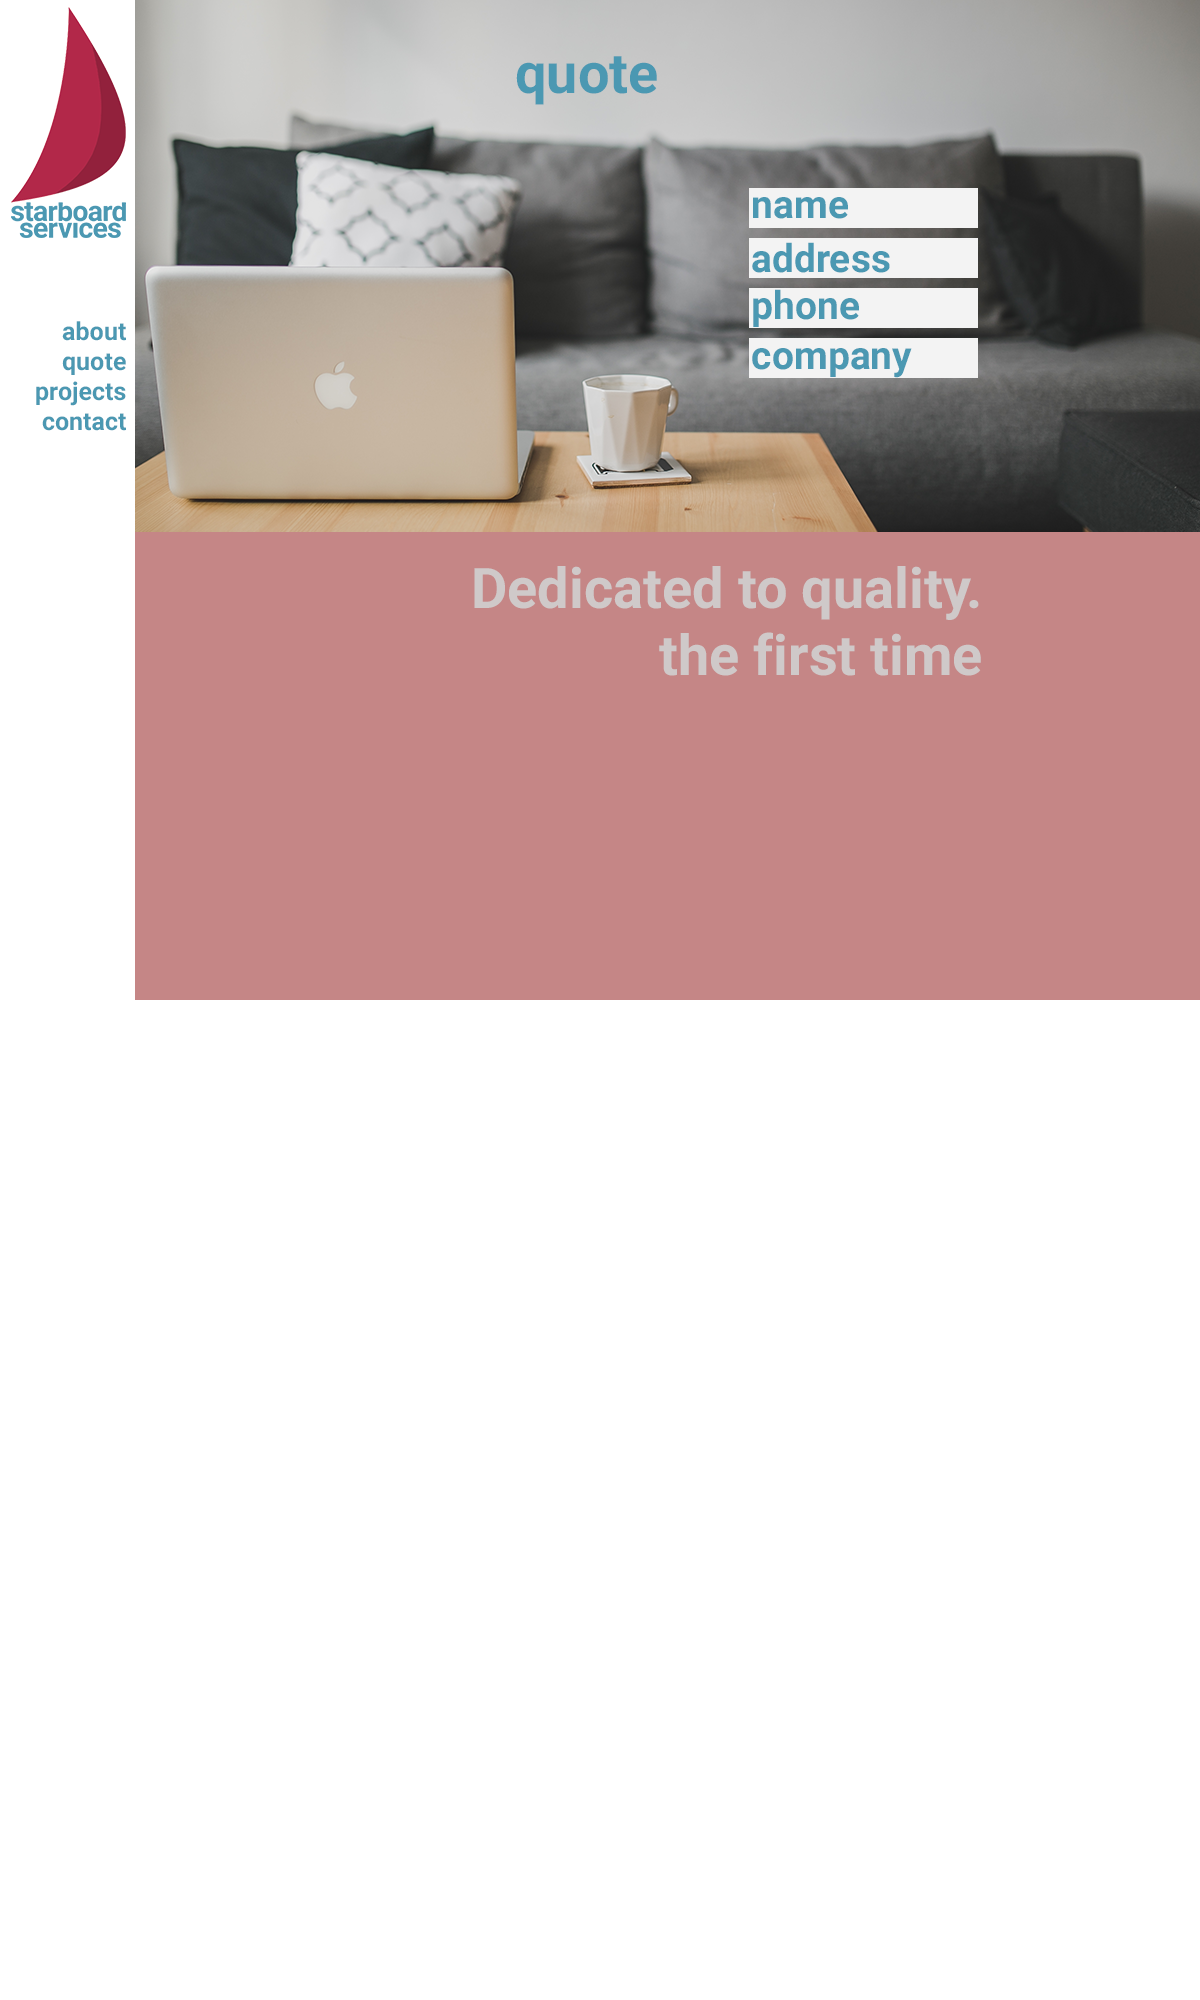 starboard
services
about
quote
projects
contact
quote
name
address
phone
company
Dedicated to quality.
the first time